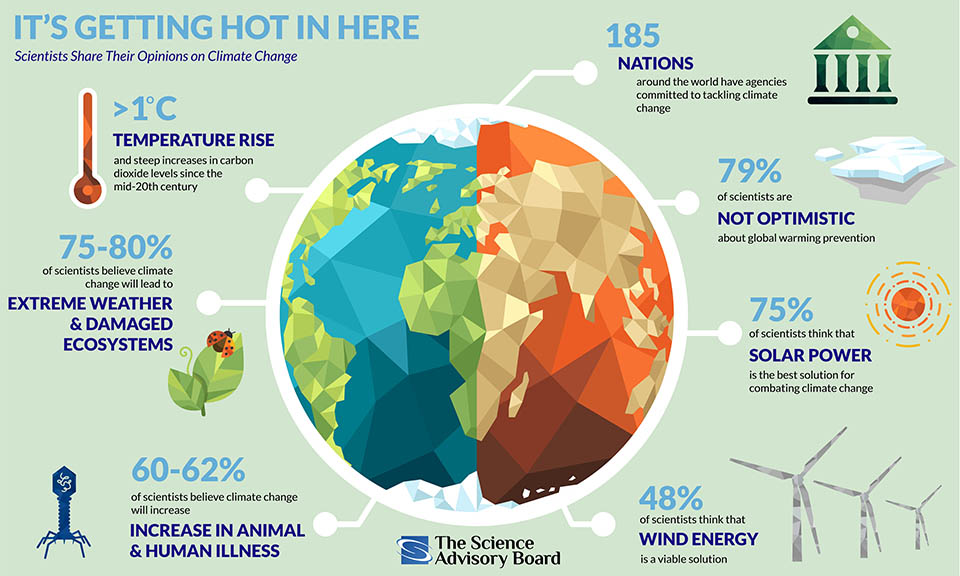 IT'S GETTING HOT IN HERE
Scientists Share Their Opinions on Climate Change
>1°C
TEMPERATURE RISE
and steep increases in carbon
dioxide levels since the
mid-20th century
75-80%
of scientists believe climate
change will lead to
EXTREME WEATHER
& DAMAGED
ECOSYSTEMS
60-62%
of scientists believe climate change
will increase
INCREASE IN ANIMAL
& HUMAN ILLNESS
185
NATIONS
around the world have agencies
committed to tackling climate
change
79%
of scientists are
NOT OPTIMISTIC
about global warming prevention
75%
of scientists think that
SOLAR POWER
is the best solution for
combating climate change
48%
of scientists think that
WIND ENERGY
is a viable solution
The Science
Advisory Board